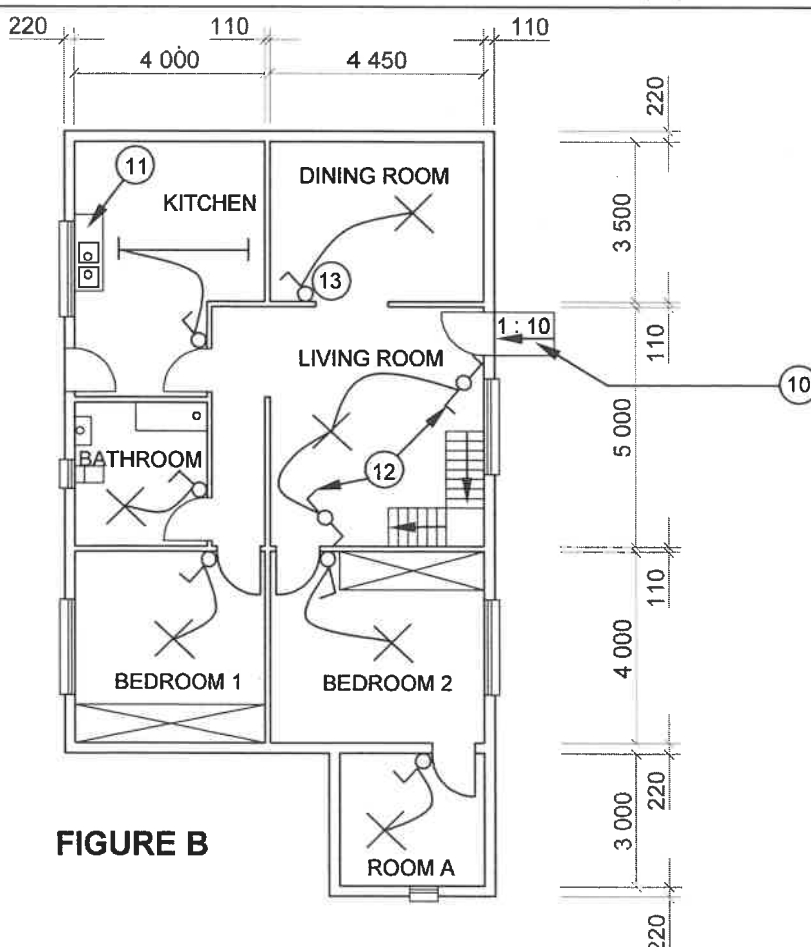 220
110
110
4 000
4 450
220
11
KITCHEN
DINING ROOM
3 500
13
1 : 10
110
LIVING ROOM
10
5 000
12
BATHROOM
110
4 000
BEDROOM 1
BEDROOM 2
220
3 000
FIGURE B
ROOM A
220